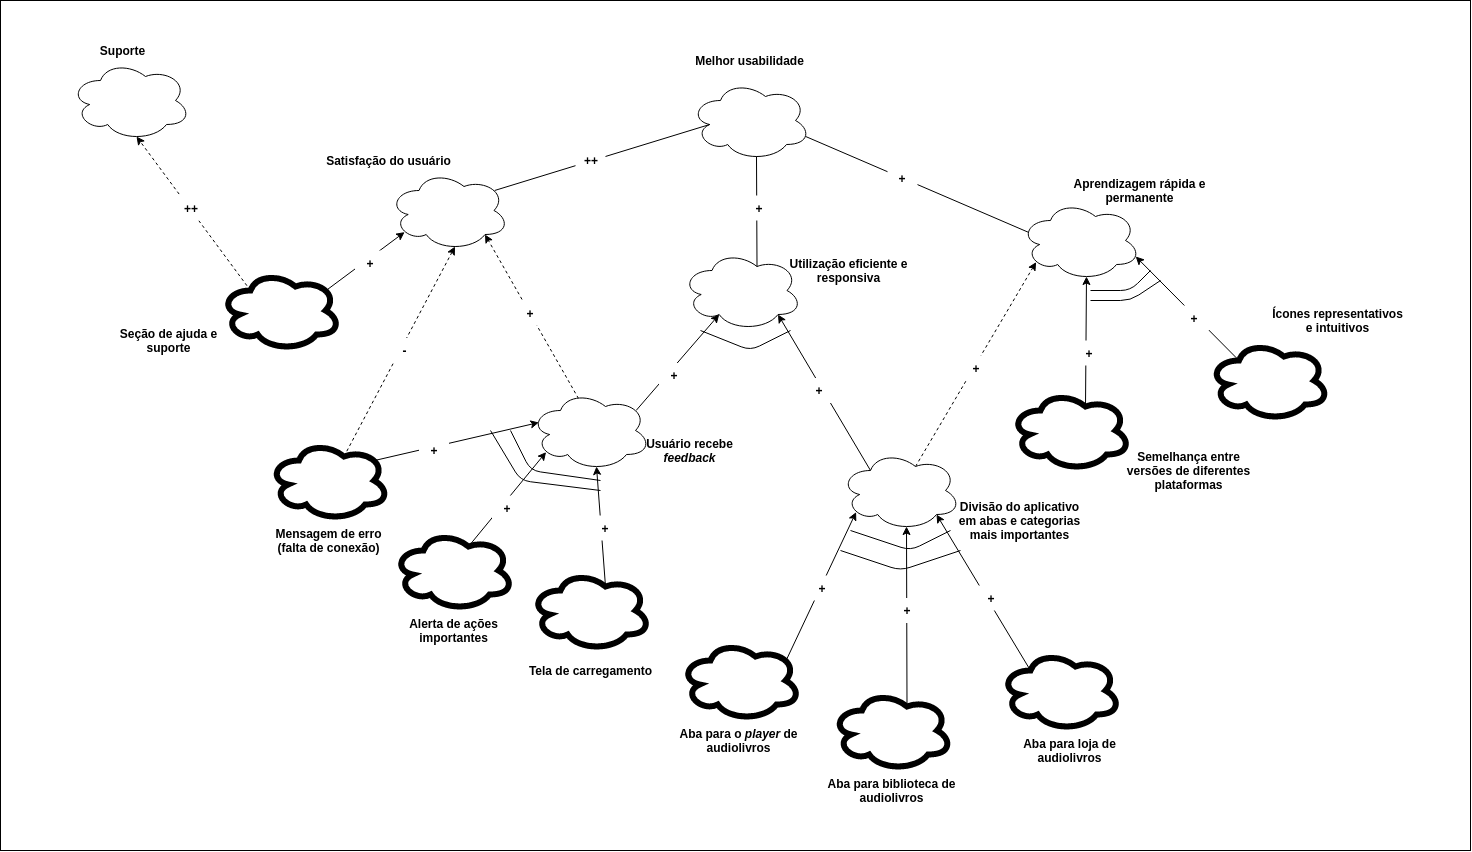 Suporte
Melhor usabilidade
Satisfação do usuário
++
+
Aprendizagem rápida e
permanente
++
+
+
Utilização eficiente e
responsiva
Seção de ajuda e
suporte
+
Ícones representativos
e intuitivos
+
-
+
+
+
+
Usuário recebe
feedback
+
Semelhança entre
versões de diferentes
plataformas
Mensagem de erro
(falta de conexão)
+
Divisão do aplicativo
em abas e categorias
mais importantes
+
Alerta de ações
importantes
+
+
+
Tela de carregamento
Aba para o player de
audiolivros
Aba para loja de
audiolivros
Aba para biblioteca de
audiolivros